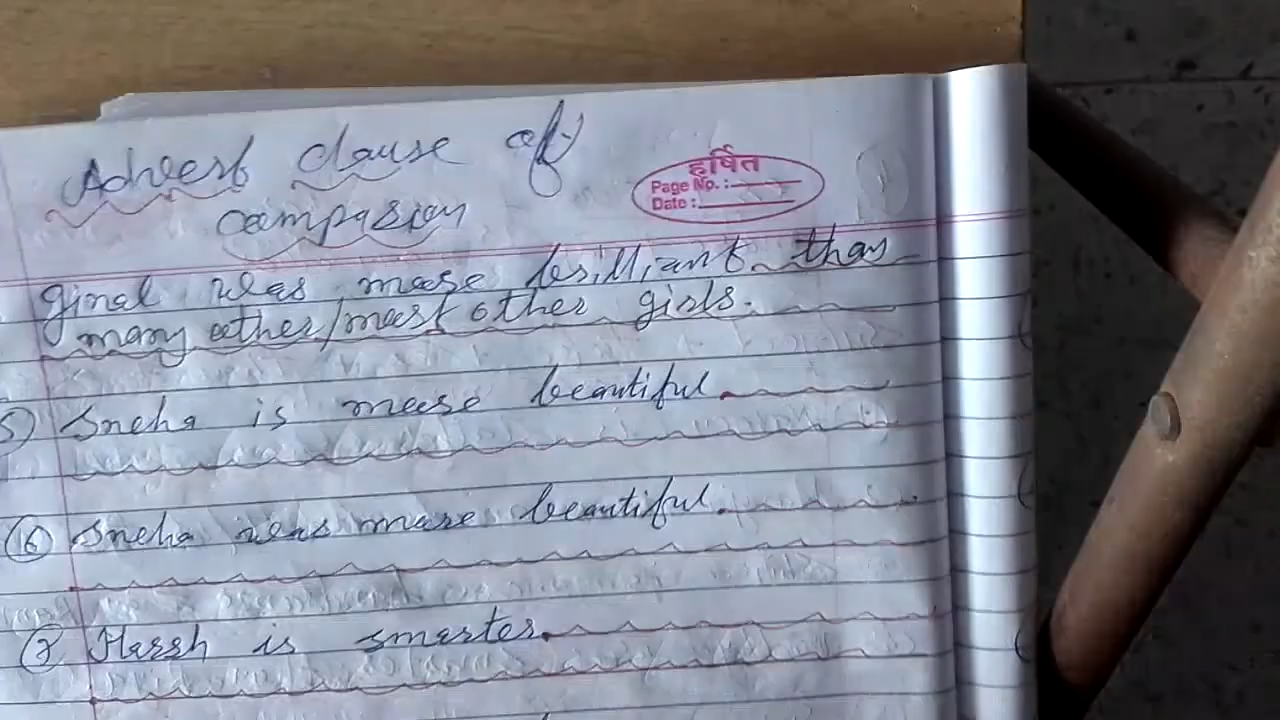 Adverb clause of
comparison
हर्षित
Page No. :
Date :
Ginal was more brilliant than
many other/most other girls.
5) Sneha is more beautiful.
6) Sneha was more beautiful.
7) Harsh is smarter.